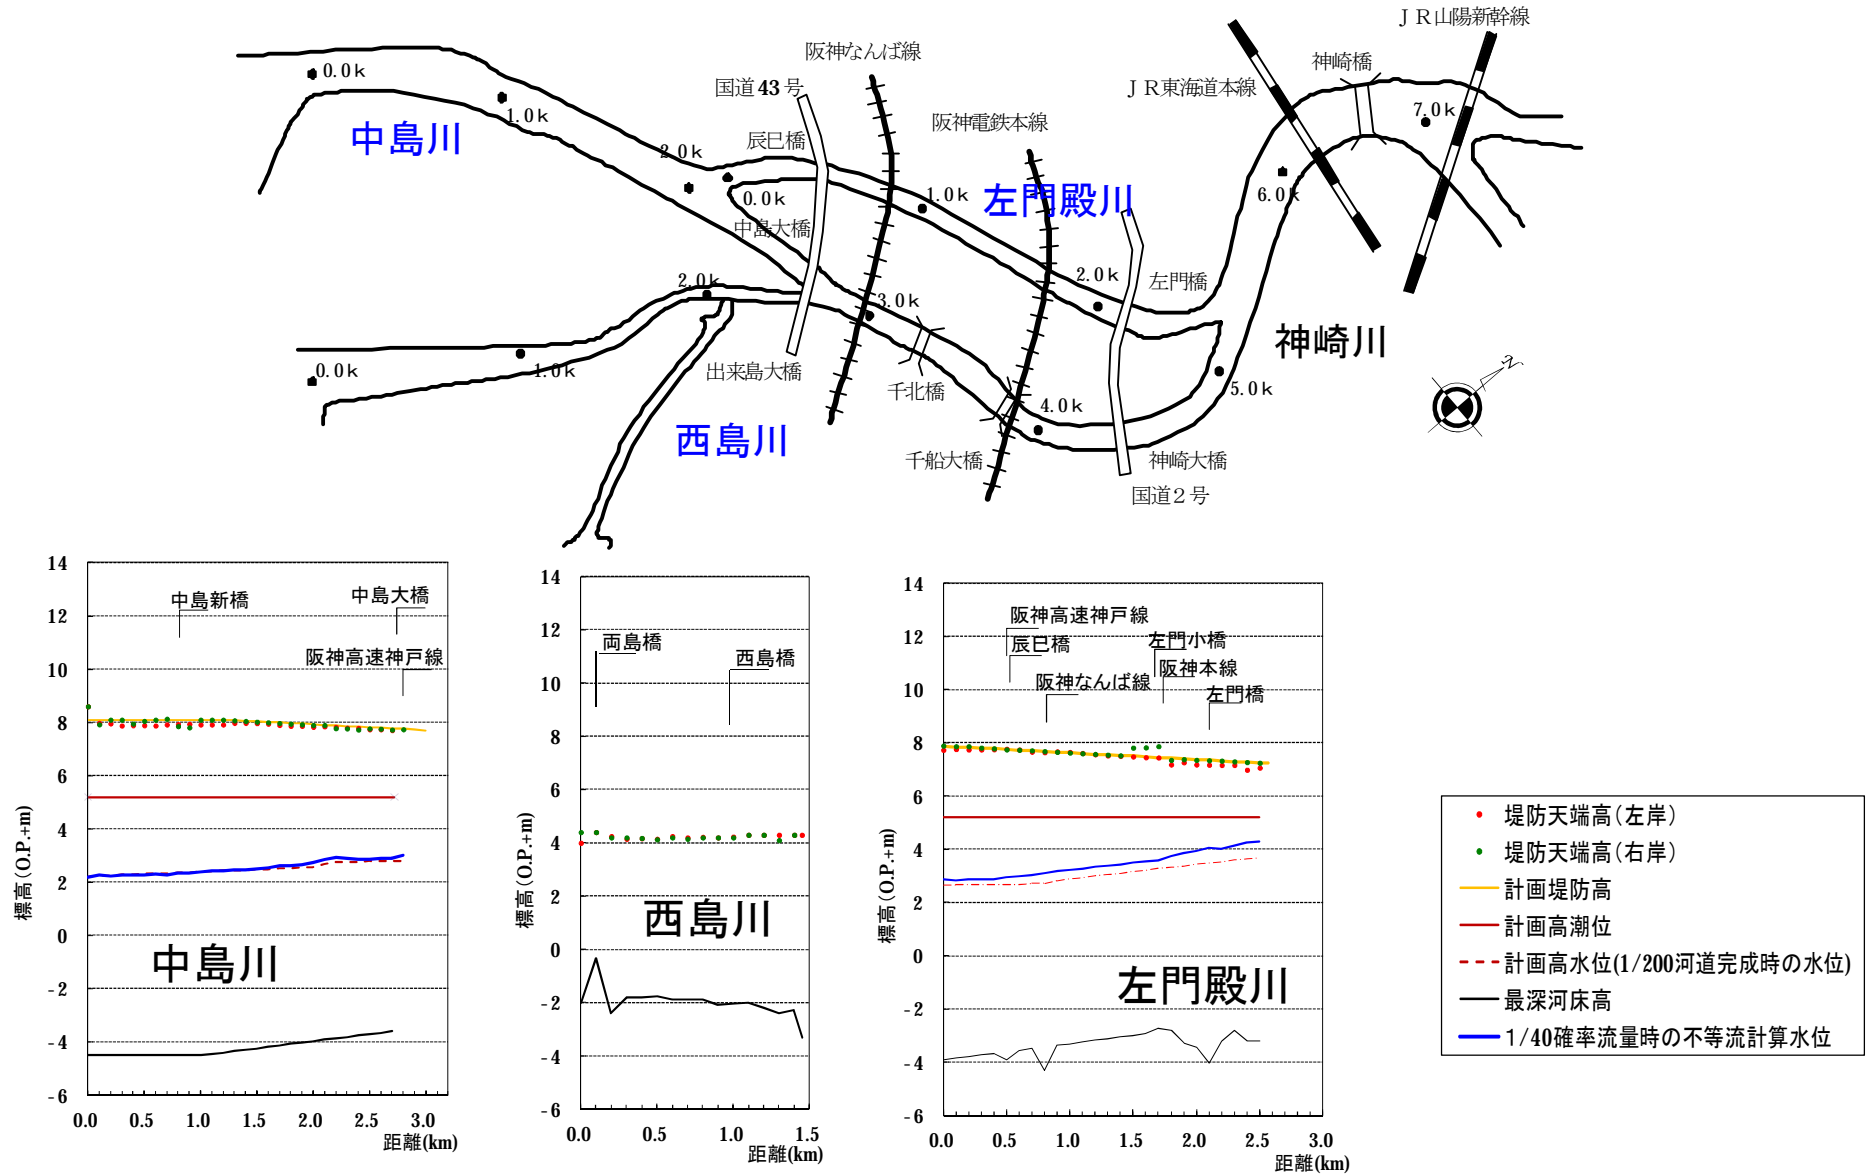 JR山陽新幹線
阪神なんば線
神崎橋
0.0k
国道43号
JR東海道本線
1.0k
中島川
辰巳橋
阪神電鉄本線
7.0k
2.0k
0.0k
1.0k
左門殿川
6.0k
中島大橋
2.0k
2.0k
左門橋
3.0k
神崎川
N
0.0k
1.0k
出来島大橋
千北橋
5.0k
4.0k
西島川
千船大橋
神崎大橋
国道2号
標高(O.P.+m)
14
12
10
8
6
4
2
0
-2
-4
-6
中島新橋
中島大橋
阪神高速神戸線
中島川
0.0 0.5 1.0 1.5 2.0 2.5 3.0
距離(km)
標高(O.P.+m)
14
12
10
8
6
4
2
0
-2
-4
-6
両島橋
西島橋
西島川
0.0 0.5 1.0 1.5
距離(km)
標高(O.P.+m)
14
12
10
8
6
4
2
0
-2
-4
-6
阪神高速神戸線
辰巳橋
左門小橋
阪神なんば線
阪神本線
左門橋
左門殿川
0.0 0.5 1.0 1.5 2.0 2.5 3.0
距離(km)
堤防天端高(左岸)
堤防天端高(右岸)
計画堤防高
計画高潮位
計画高水位(1/200河道完成時の水位)
最深河床高
1/40確率流量時の不等流計算水位